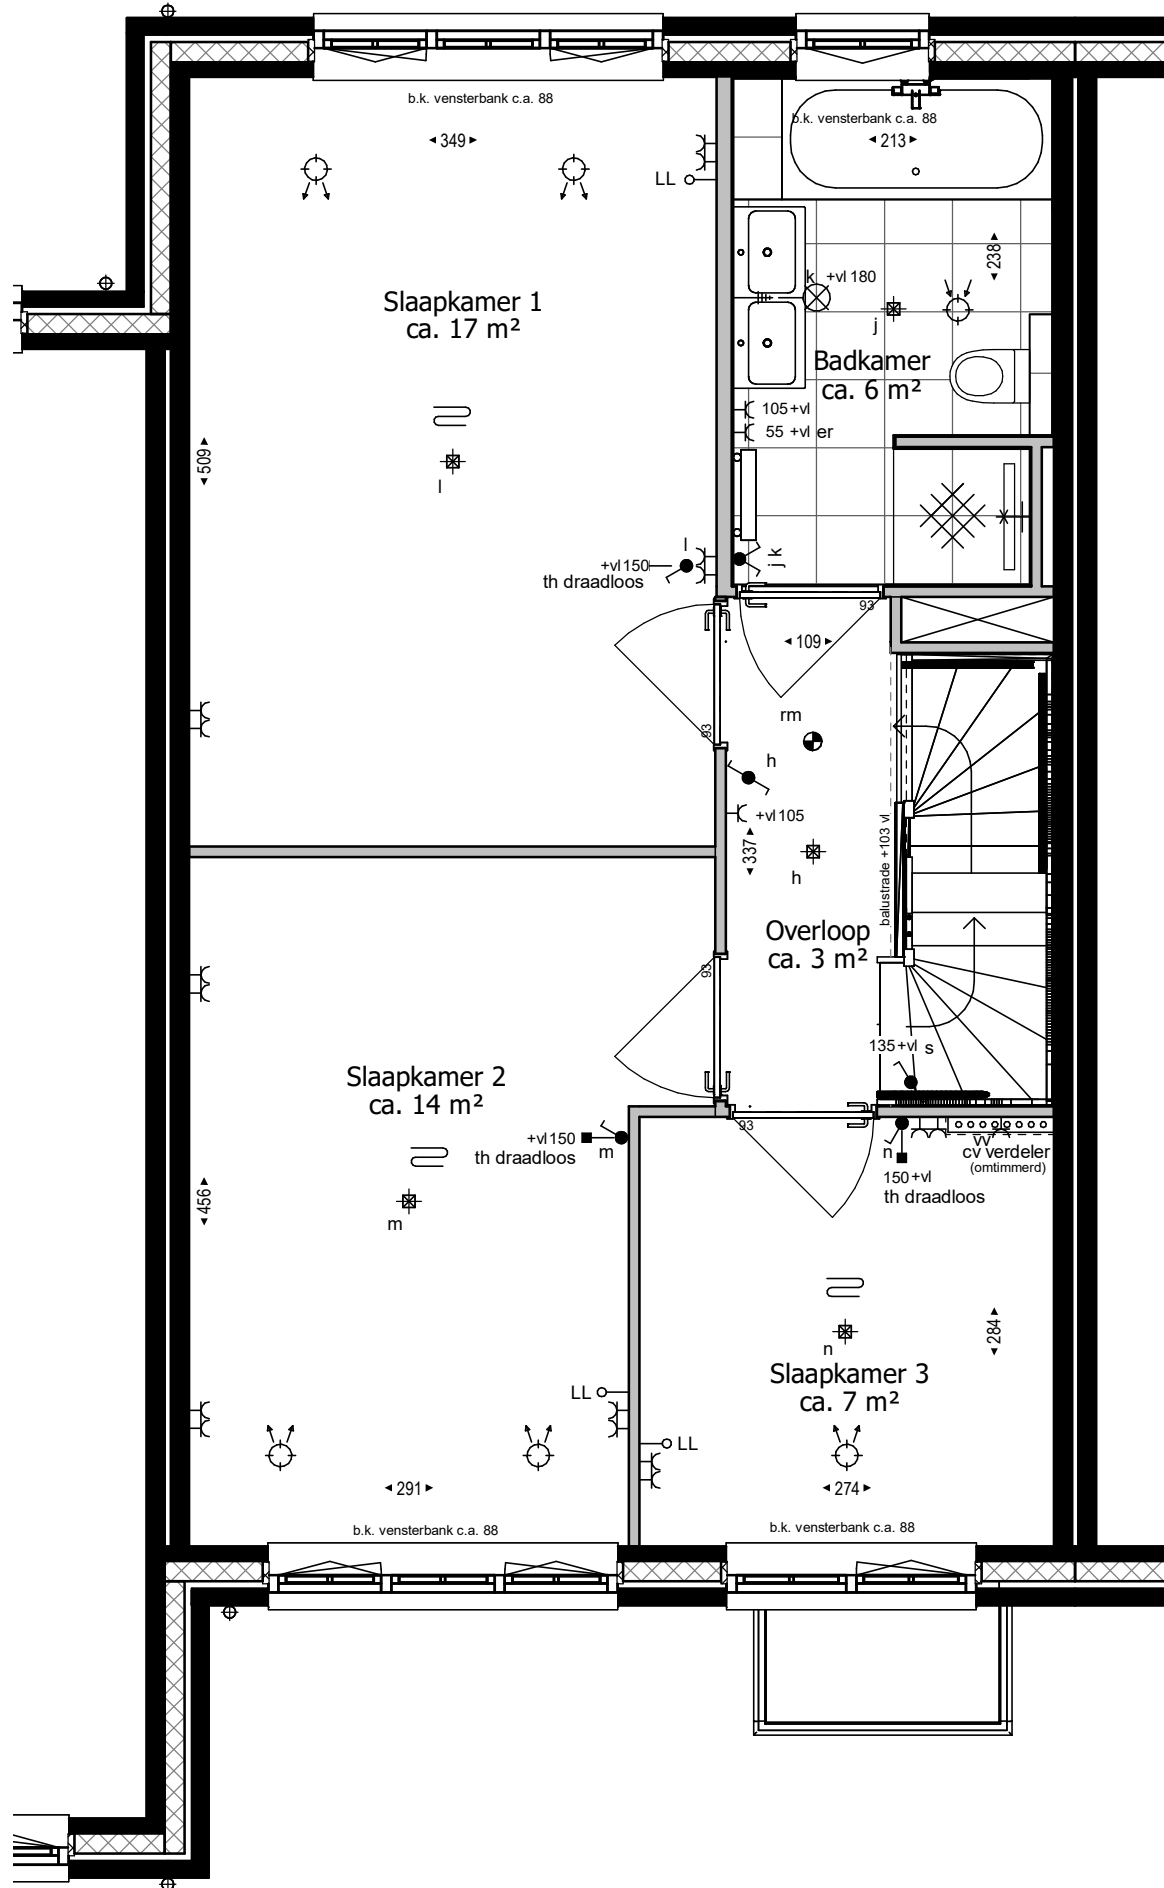 b.k. vensterbank c.a. 88
349
LL
b.k. vensterbank c.a. 88
213
238
k +vl 180
j
Slaapkamer 1
ca. 17 m²
Badkamer
ca. 6 m²
105+vl
55 +vl er
509
l
l
+vl 150
th draadloos
j k
93
109
93
rm
h
+vl 105
337
h
balustrade +103 vl
Overloop
ca. 3 m²
93
135+vl s
Slaapkamer 2
ca. 14 m²
+vl 150
th draadloos
m
93
n
vv
cv verdeler
(omtimmerd)
150+vl
th draadloos
456
m
284
n
Slaapkamer 3
ca. 7 m²
LL
LL
291
274
b.k. vensterbank c.a. 88
b.k. vensterbank c.a. 88